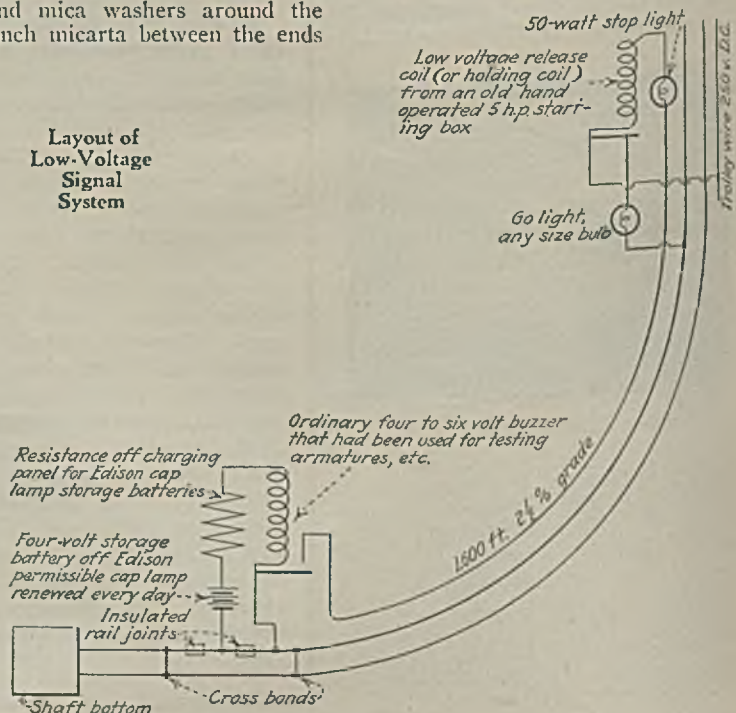 nd mica washers around the
nch micarta between the ends
Layout of
Low-Voltage
Signal
System
50-watt stop light
Low voltage release
coil (or holding coil)
from an old hand
operated 5 h.p. start-
ing box
Trolley wire 250 v. D.C.
Go light,
any size bulb
Ordinary four to six volt buzzer
that had been used for testing
armatures, etc.
Resistance off charging
panel for Edison cap
lamp storage batteries
1600 ft. 2½% grade
Four-volt storage
battery off Edison
permissible cap lamp
renewed every day
Insulated
rail joints
Cross bonds
Shaft bottom